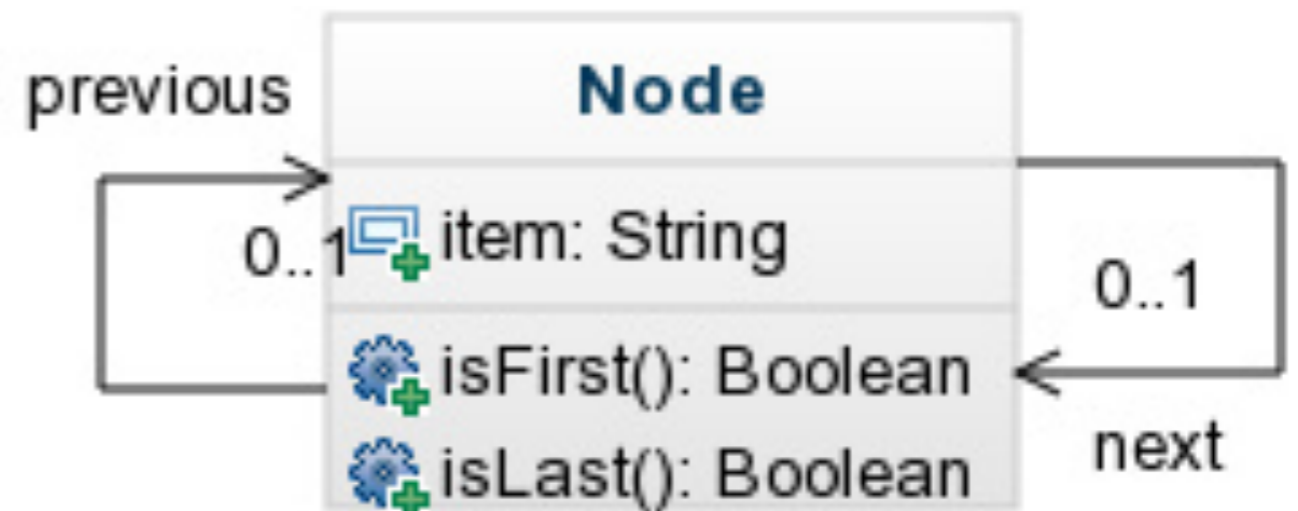 previous
Node
0..1
item: String
0..1
isFirst(): Boolean
isLast(): Boolean
next